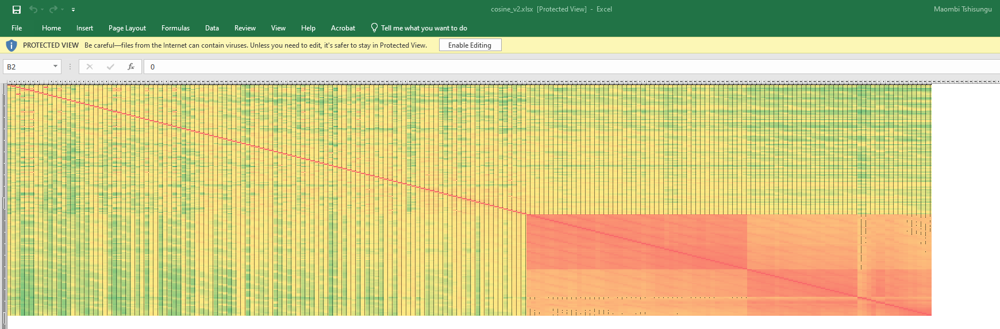 cosine_v2.xlsx [Protected View] - Excel
Maombi Tshisungu
File Home Insert Page Layout Formulas Data Review View Help Acrobat Tell me what you want to do
PROTECTED VIEW Be careful—files from the Internet can contain viruses. Unless you need to edit, it's safer to stay in Protected View. Enable Editing
B2 fx 0